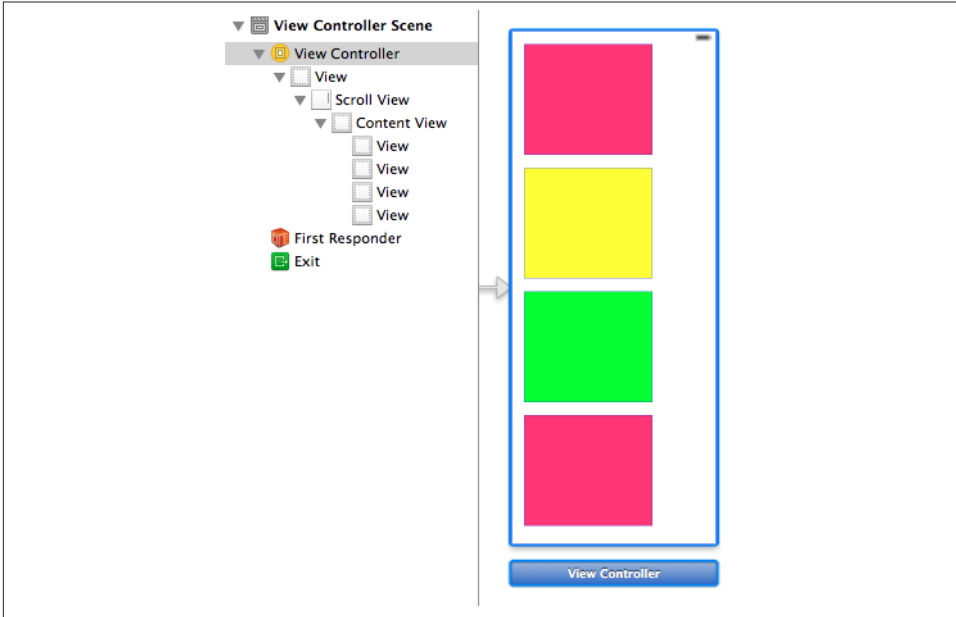 View Controller Scene
View Controller
View
Scroll View
Content View
View
View
View
View
First Responder
Exit
View Controller